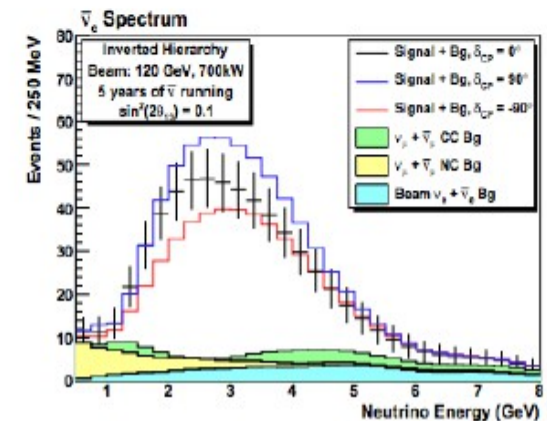 ν̅ₑ Spectrum
Events / 250 MeV
80
70
60
50
40
30
20
10
0
Inverted Hierarchy
Beam: 120 GeV, 700kW
5 years of ν̅ running
sin²(2θ₁₃) = 0.1
Signal + Bg, δCP = 0°
Signal + Bg, δCP = 90°
Signal + Bg, δCP = -90°
νμ + ν̅μ CC Bg
νμ + ν̅μ NC Bg
Beam νₑ + ν̅ₑ Bg
1 2 3 4 5 6 7 8
Neutrino Energy (GeV)